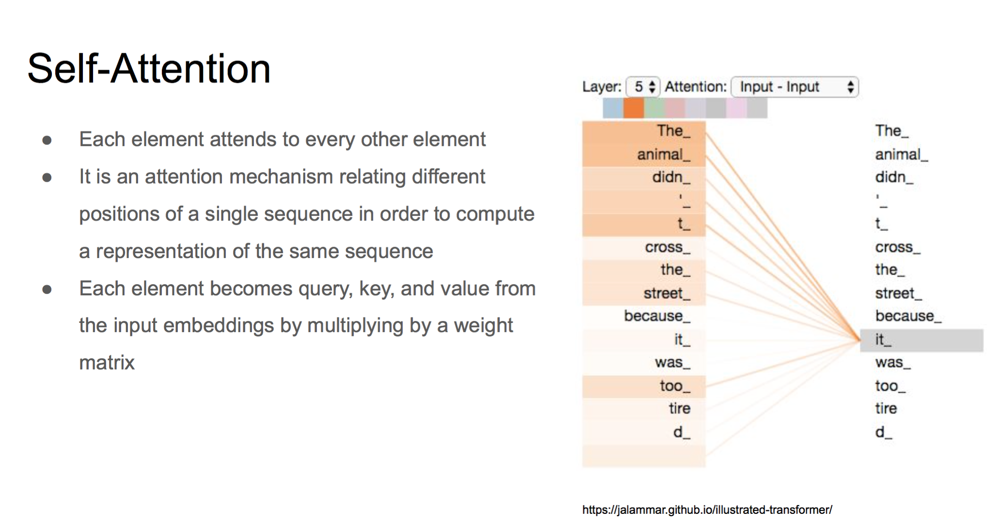 Self-Attention
● Each element attends to every other element
● It is an attention mechanism relating different
positions of a single sequence in order to compute
a representation of the same sequence
● Each element becomes query, key, and value from
the input embeddings by multiplying by a weight
matrix
Layer: 5 Attention: Input - Input
The_ The_
animal_ animal_
didn_ didn_
'_ '_
t_ t_
cross_ cross_
the_ the_
street_ street_
because_ because_
it_ it_
was_ was_
too_ too_
tire tire
d_ d_
https://jalammar.github.io/illustrated-transformer/